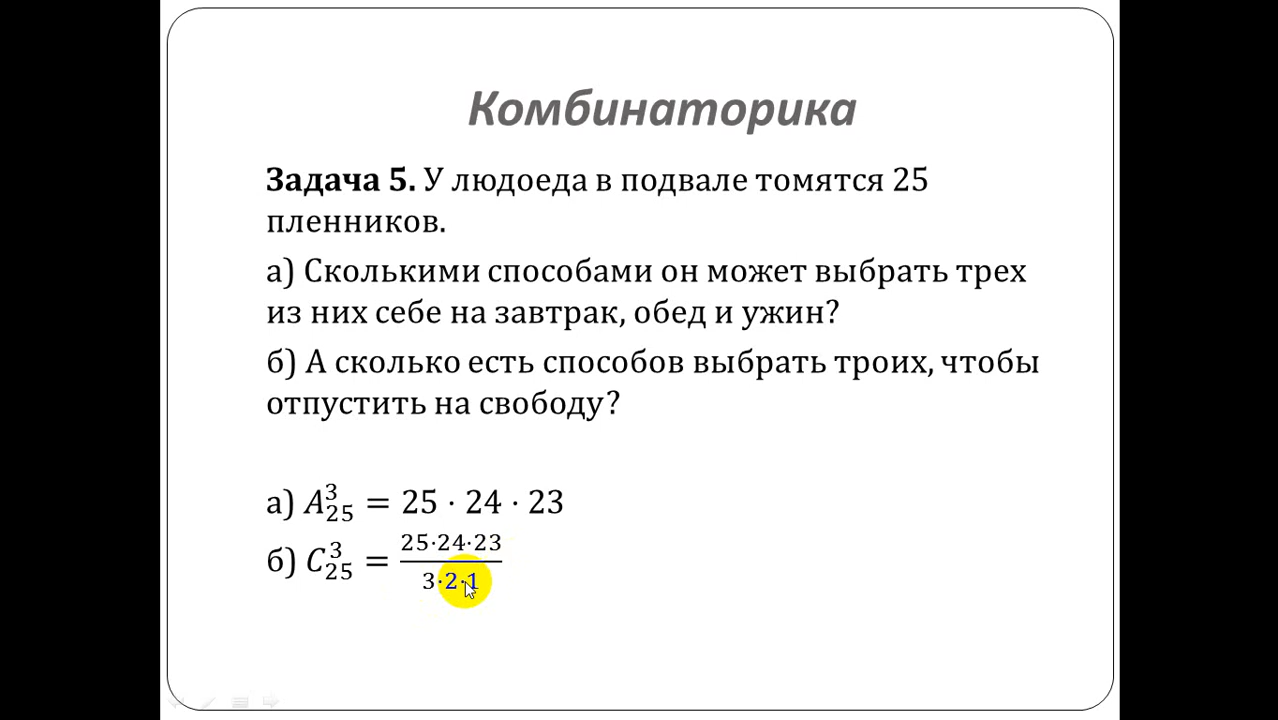 Комбинаторика
Задача 5. У людоеда в подвале томятся 25
пленников.
а) Сколькими способами он может выбрать трех
из них себе на завтрак, обед и ужин?
б) А сколько есть способов выбрать троих, чтобы
отпустить на свободу?
а) A₂₅³ = 25 · 24 · 23
б) C₂₅³ = 25·24·23
3·2·1